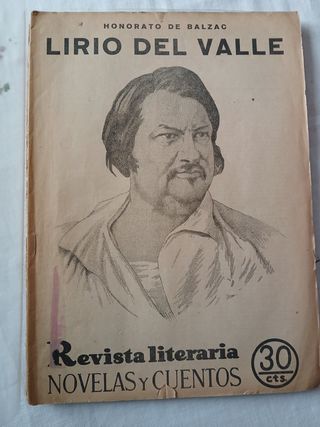 HONORATO DE BALZAC
LIRIO DEL VALLE
Revista literaria
NOVELAS Y CUENTOS
30
cts.